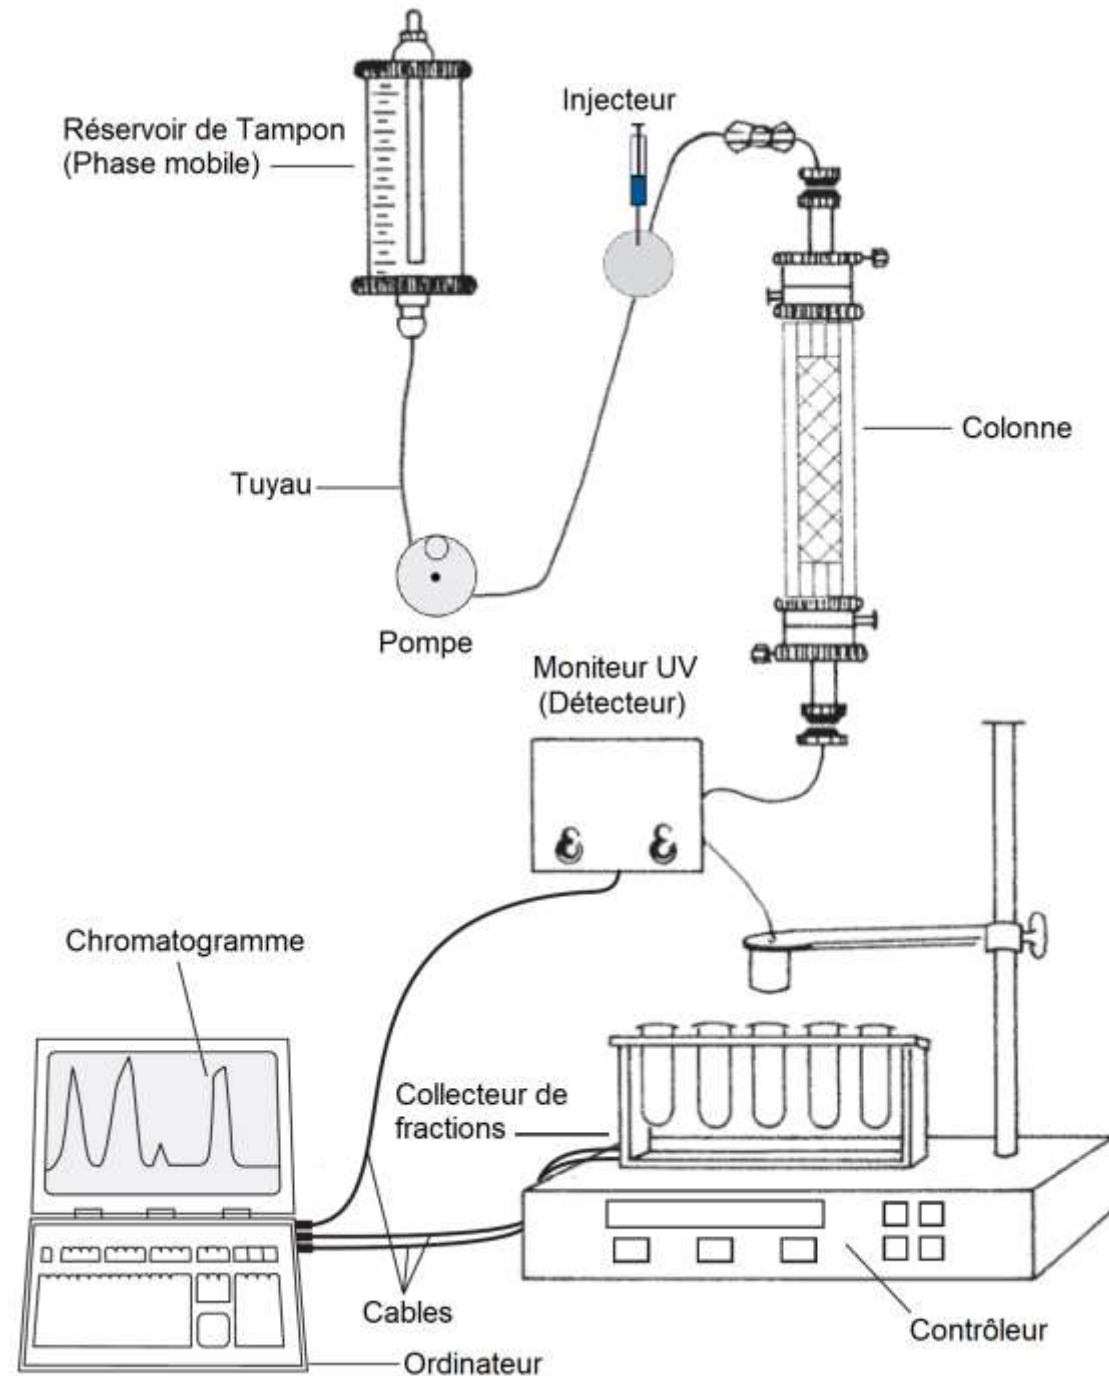 Injecteur
Réservoir de Tampon
(Phase mobile)
Colonne
Tuyau
Pompe
Moniteur UV
(Détecteur)
Chromatogramme
Collecteur de
fractions
Cables
Contrôleur
Ordinateur